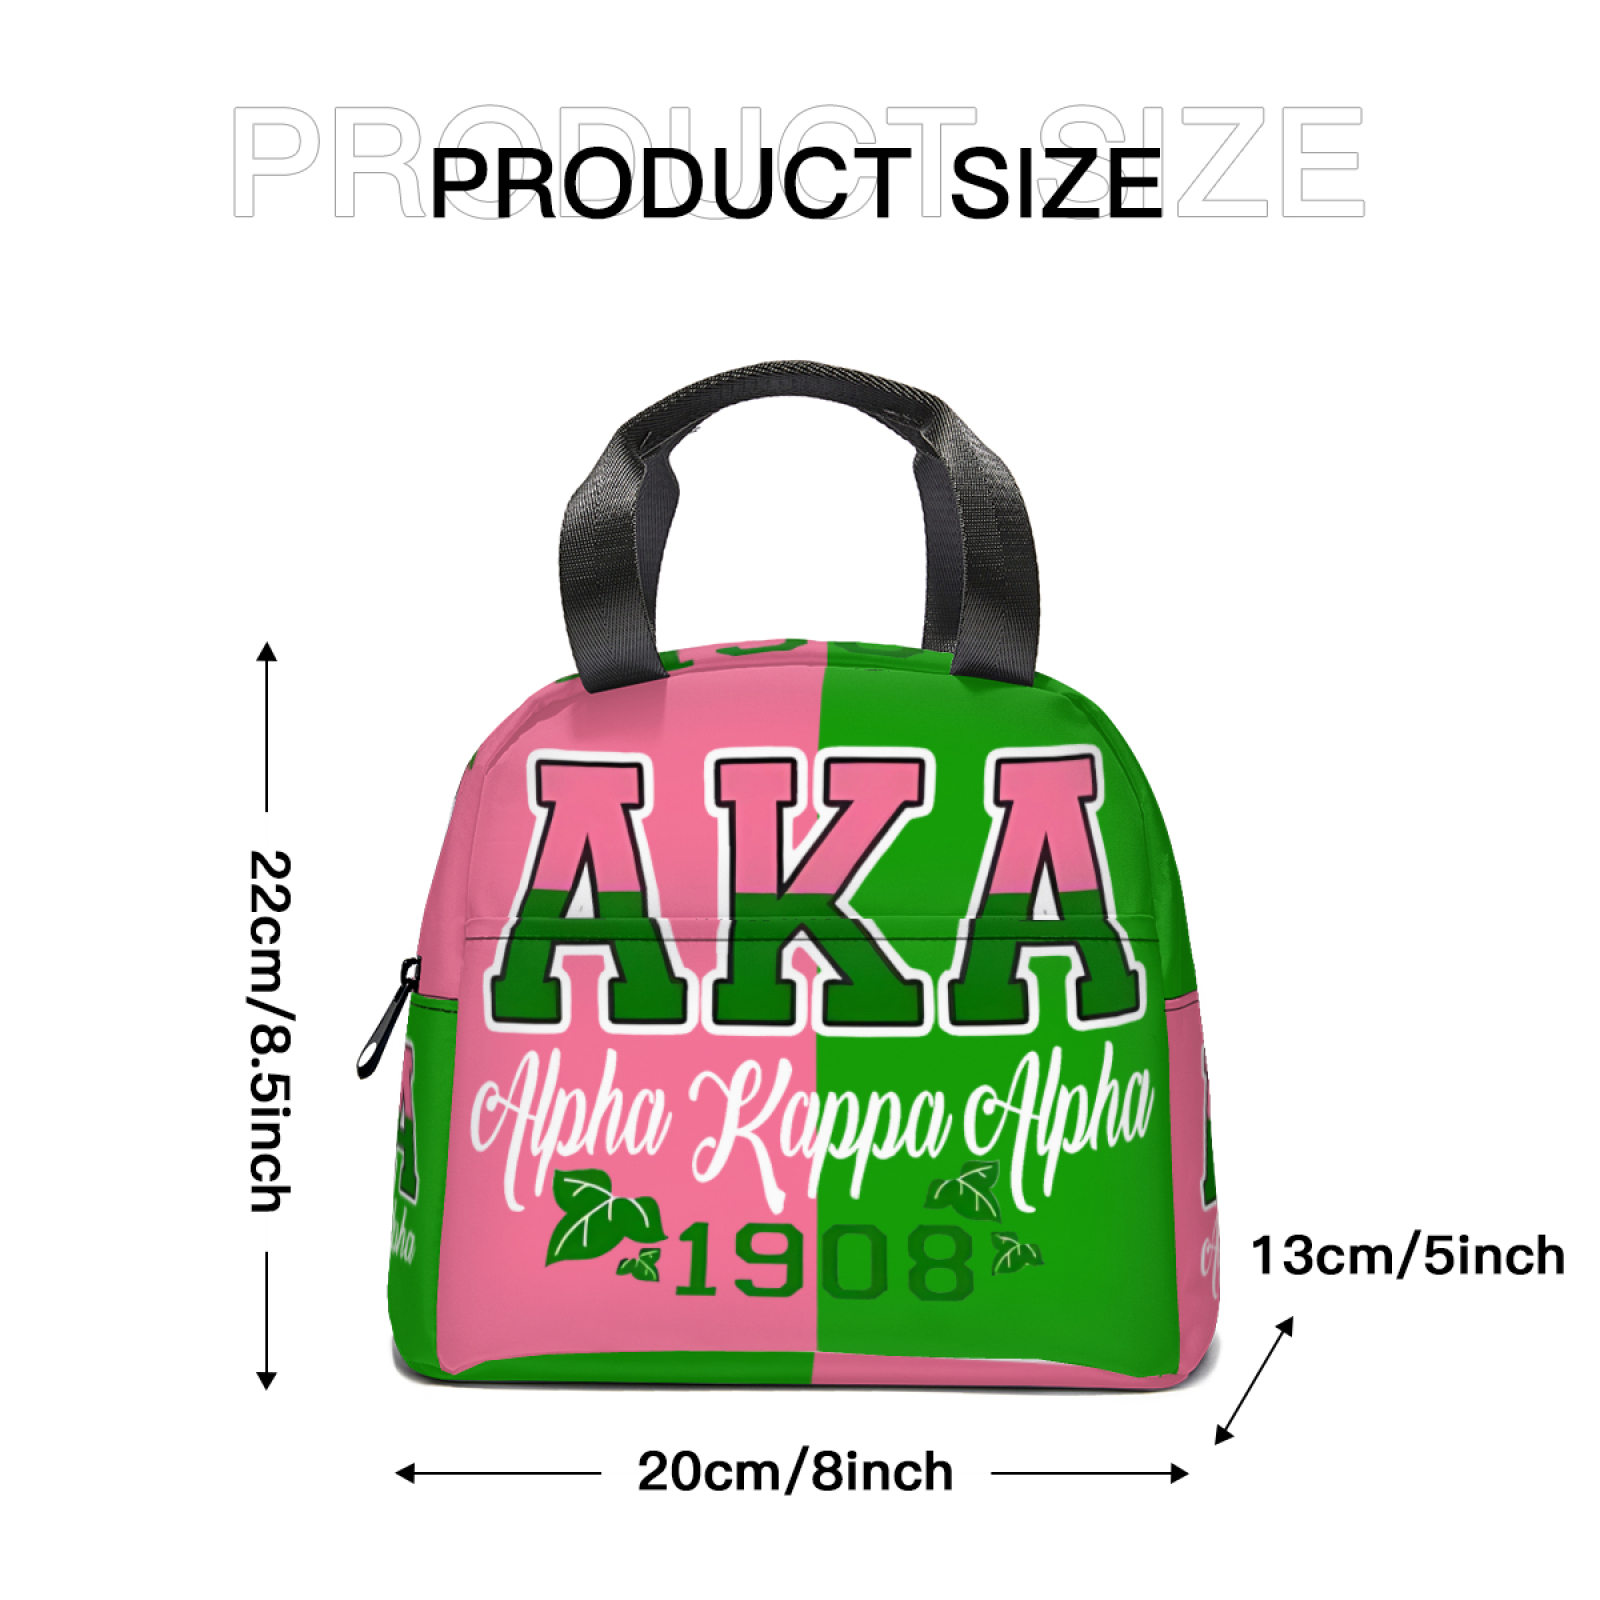 PRODUCT SIZE
PRODUCT SIZE
AKA
Alpha Kappa Alpha
1908
22cm/8.5inch
13cm/5inch
20cm/8inch